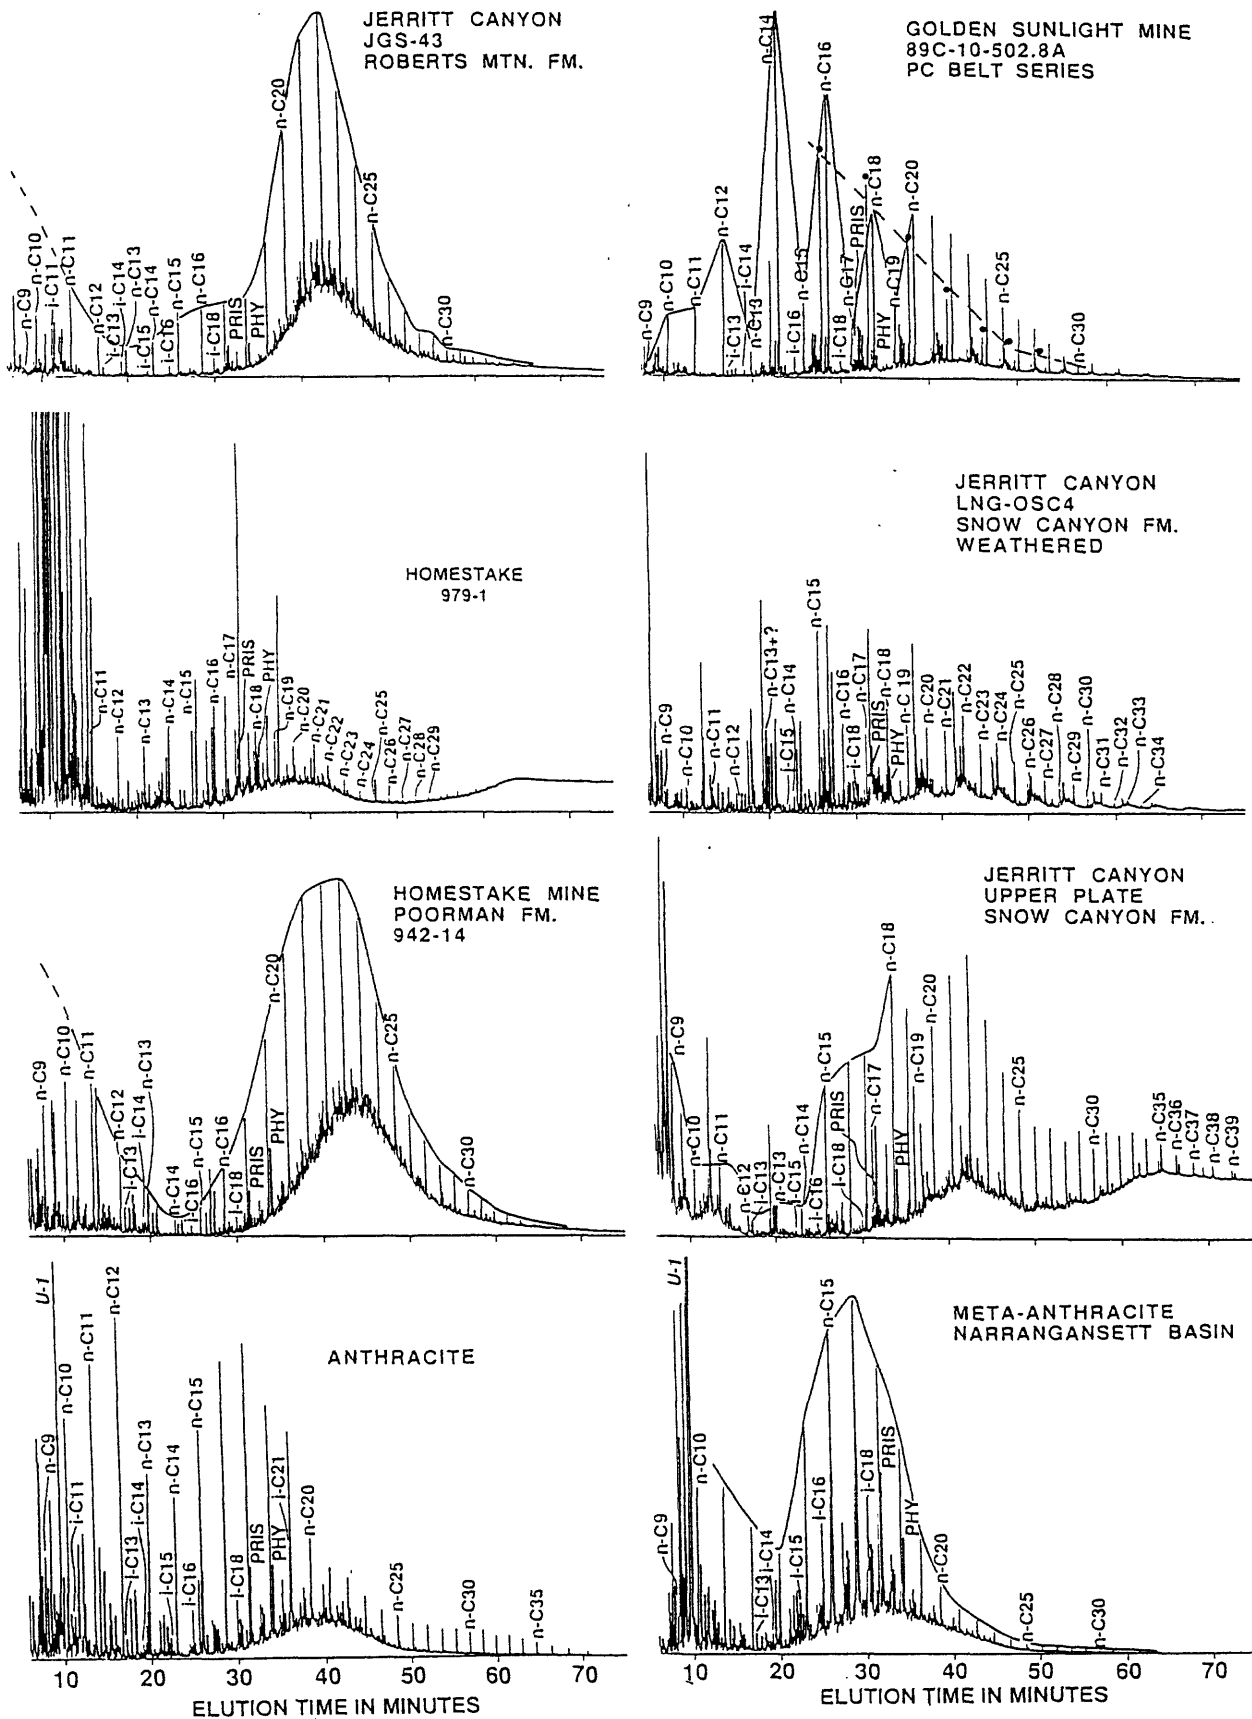 JERRITT CANYON
JGS-43
ROBERTS MTN. FM.
n-C9
n-C10
i-C11
n-C11
n-C12
i-C13
i-C14
n-C13
i-C15
n-C14
i-C16
n-C15
n-C16
i-C18
PRIS
PHY
n-C20
n-C25
n-C30
GOLDEN SUNLIGHT MINE
89C-10-502.8A
PC BELT SERIES
n-C9
n-C10
n-C11
n-C12
i-C13
i-C14
n-C13
n-C14
i-C16
n-C15
n-C16
i-C18
n-C17
PRIS
n-C18
PHY
n-C19
n-C20
n-C25
n-C30
HOMESTAKE
979-1
n-C11
n-C12
n-C13
n-C14
n-C15
n-C16
n-C17
PRIS
n-C18
PHY
n-C19
n-C20
n-C21
n-C22
n-C23
n-C24
n-C25
n-C26
n-C27
n-C28
n-C29
JERRITT CANYON
LNG-OSC4
SNOW CANYON FM.
WEATHERED
n-C9
n-C10
n-C11
n-C12
n-C13+?
i-C15
n-C14
n-C15
n-C16
i-C18
n-C17
PRIS
n-C18
PHY
n-C19
n-C20
n-C21
n-C22
n-C23
n-C24
n-C25
n-C26
n-C27
n-C28
n-C29
n-C30
n-C31
n-C32
n-C33
n-C34
HOMESTAKE MINE
POORMAN FM.
942-14
n-C9
n-C10
n-C11
n-C12
i-C13
i-C14
n-C13
n-C14
i-C16
n-C15
n-C16
i-C18
PRIS
PHY
n-C20
n-C25
n-C30
JERRITT CANYON
UPPER PLATE
SNOW CANYON FM.
n-C9
n-C10
n-C11
n-C12
i-C13
n-C13
i-C15
n-C14
i-C16
n-C15
i-C18
PRIS
n-C17
n-C18
PHY
n-C19
n-C20
n-C25
n-C30
n-C35
n-C36
n-C37
n-C38
n-C39
ANTHRACITE
n-C9
U-1
n-C10
i-C11
n-C11
n-C12
i-C13
i-C14
n-C13
i-C15
n-C14
i-C16
n-C15
i-C18
PRIS
PHY
i-C21
n-C20
n-C25
n-C30
n-C35
10 20 30 40 50 60 70
ELUTION TIME IN MINUTES
META-ANTHRACITE
NARRANGANSETT BASIN
n-C9
U-1
n-C10
i-C13
i-C14
i-C15
i-C16
n-C15
i-C18
PRIS
PHY
n-C20
n-C25
n-C30
10 20 30 40 50 60 70
ELUTION TIME IN MINUTES